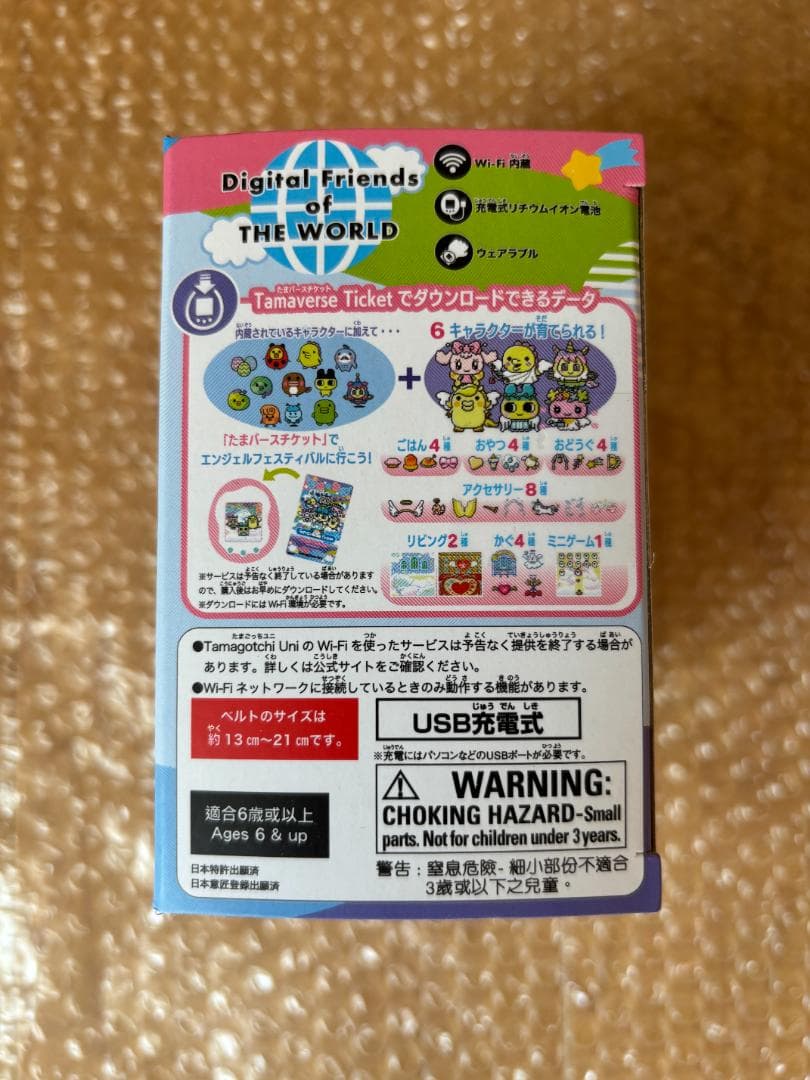 Digital Friends
of
THE WORLD
Wi-Fi 内蔵
充電式リチウムイオン電池
ウェアラブル
Tamaverse Ticket でダウンロードできるデータ
内蔵されているキャラクターに加えて・・・
6 キャラクターが育てられる！
+
「たまバースチケット」で
エンジェルフェスティバルに行こう！
ごはん4種
おやつ4種
おどうぐ4種
アクセサリー8種
リビング2種
かぐ4種
ミニゲーム1種
※サービスは予告なく終了している場合があります
ので、購入後はお早めにダウンロードしてください。
※ダウンロードには Wi-Fi 環境が必要です。
●Tamagotchi Uni の Wi-Fi を使ったサービスは予告なく提供を終了する場合が
あります。詳しくは公式サイトをご確認ください。
●Wi-Fi ネットワークに接続しているときのみ動作する機能があります。
ベルトのサイズは
約13㎝～21㎝です。
USB充電式
※充電にはパソコンなどのUSBポートが必要です。
適合6歲或以上
Ages 6 & up
WARNING:
CHOKING HAZARD-Small
parts. Not for children under 3 years.
日本特許出願済
日本意匠登録出願済
警告：窒息危險- 細小部份不適合
3歲或以下之兒童。